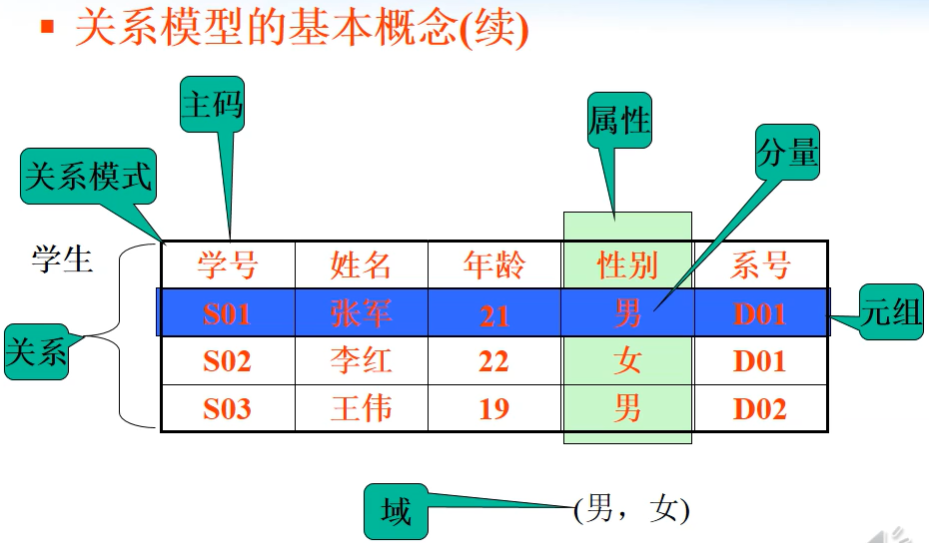 ▪ 关系模型的基本概念(续)
主码
属性
分量
关系模式
学生
学号 姓名 年龄 性别 系号
S01 张军 21 男 D01
元组
关系
S02 李红 22 女 D01
S03 王伟 19 男 D02
域
(男，女)